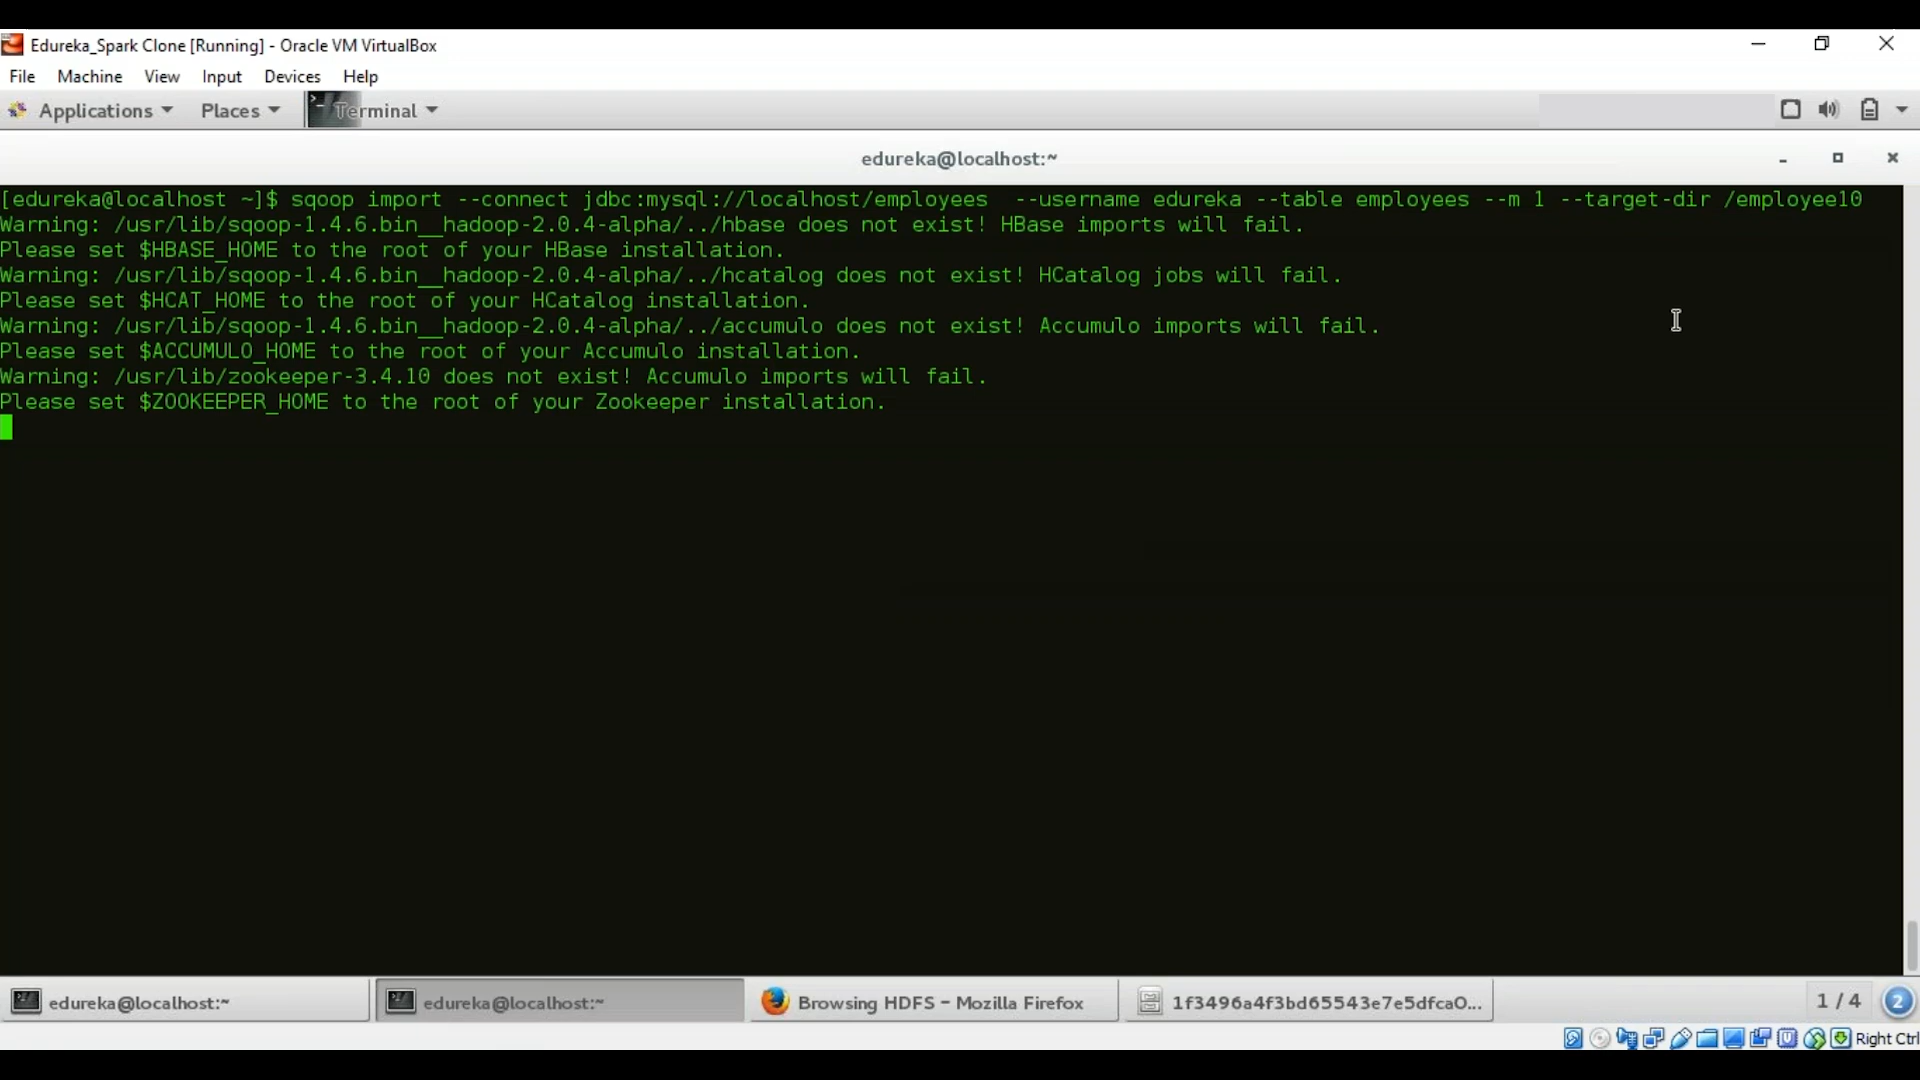 Edureka_Spark Clone [Running] - Oracle VM VirtualBox
File Machine View Input Devices Help
Applications Places Terminal
edureka@localhost:~
[edureka@localhost ~]$ sqoop import --connect jdbc:mysql://localhost/employees  --username edureka --table employees --m 1 --target-dir /employee10
Warning: /usr/lib/sqoop-1.4.6.bin__hadoop-2.0.4-alpha/../hbase does not exist! HBase imports will fail.
Please set $HBASE_HOME to the root of your HBase installation.
Warning: /usr/lib/sqoop-1.4.6.bin__hadoop-2.0.4-alpha/../hcatalog does not exist! HCatalog jobs will fail.
Please set $HCAT_HOME to the root of your HCatalog installation.
Warning: /usr/lib/sqoop-1.4.6.bin__hadoop-2.0.4-alpha/../accumulo does not exist! Accumulo imports will fail.
Please set $ACCUMULO_HOME to the root of your Accumulo installation.
Warning: /usr/lib/zookeeper-3.4.10 does not exist! Accumulo imports will fail.
Please set $ZOOKEEPER_HOME to the root of your Zookeeper installation.
edureka@localhost:~ edureka@localhost:~ Browsing HDFS - Mozilla Firefox 1f3496a4f3bd65543e7e5dfca0... 1 / 4 2
Right Ctrl